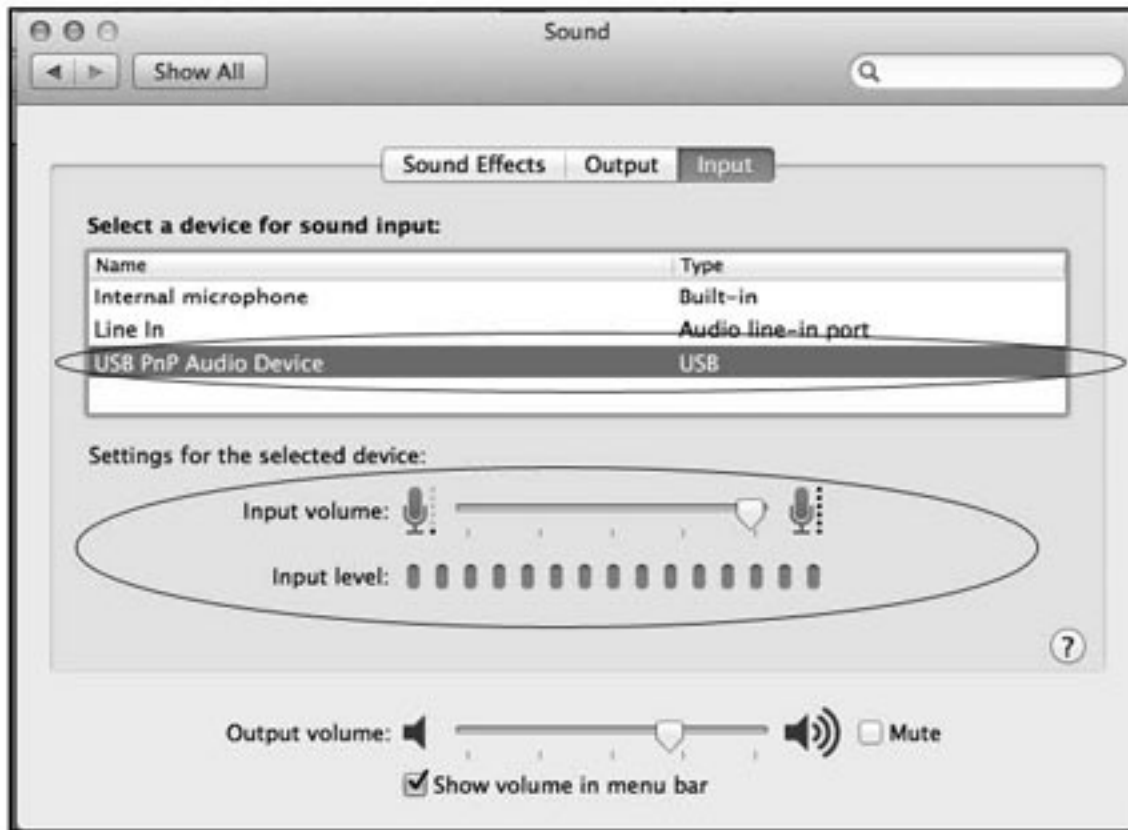 Sound
Show All
Sound Effects Output Input
Select a device for sound input:
Name Type
Internal microphone Built-in
Line In Audio line-in port
USB PnP Audio Device USB
Settings for the selected device:
Input volume:
Input level:
?
Output volume: Mute
Show volume in menu bar